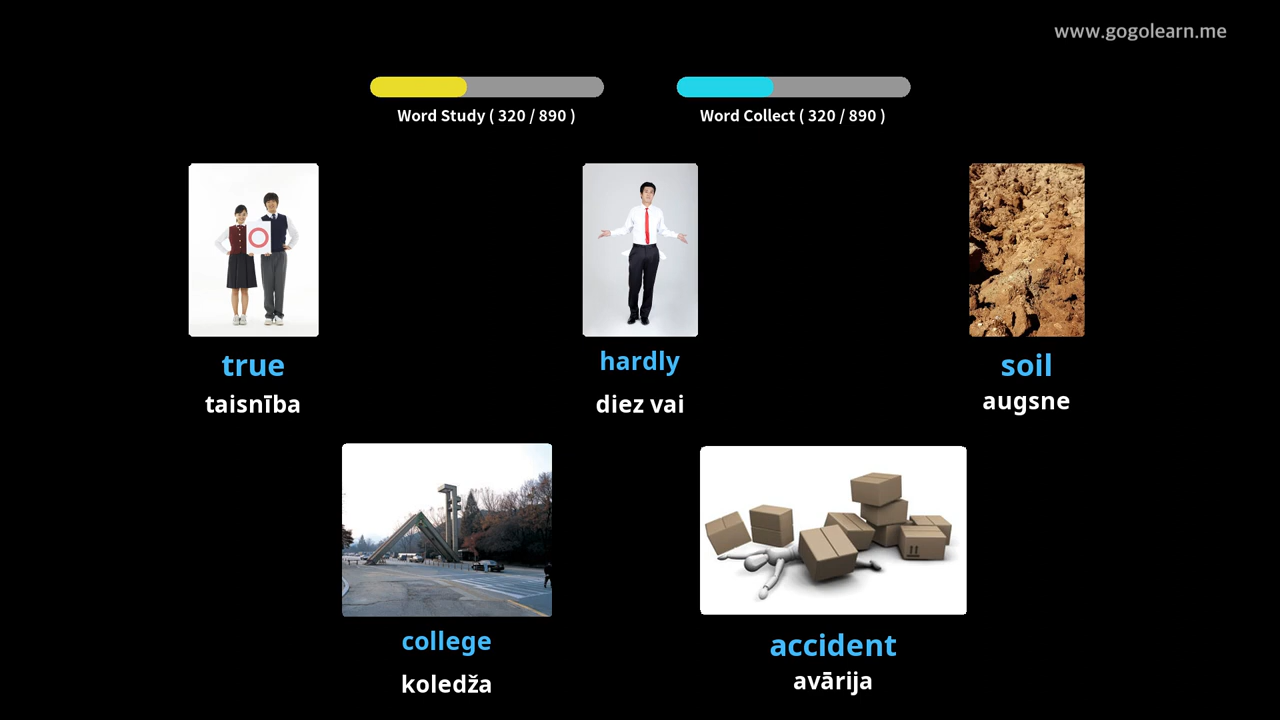 www.gogolearn.me
Word Study ( 320 / 890 )
Word Collect ( 320 / 890 )
true
taisnība
hardly
diez vai
soil
augsne
college
koledža
accident
avārija